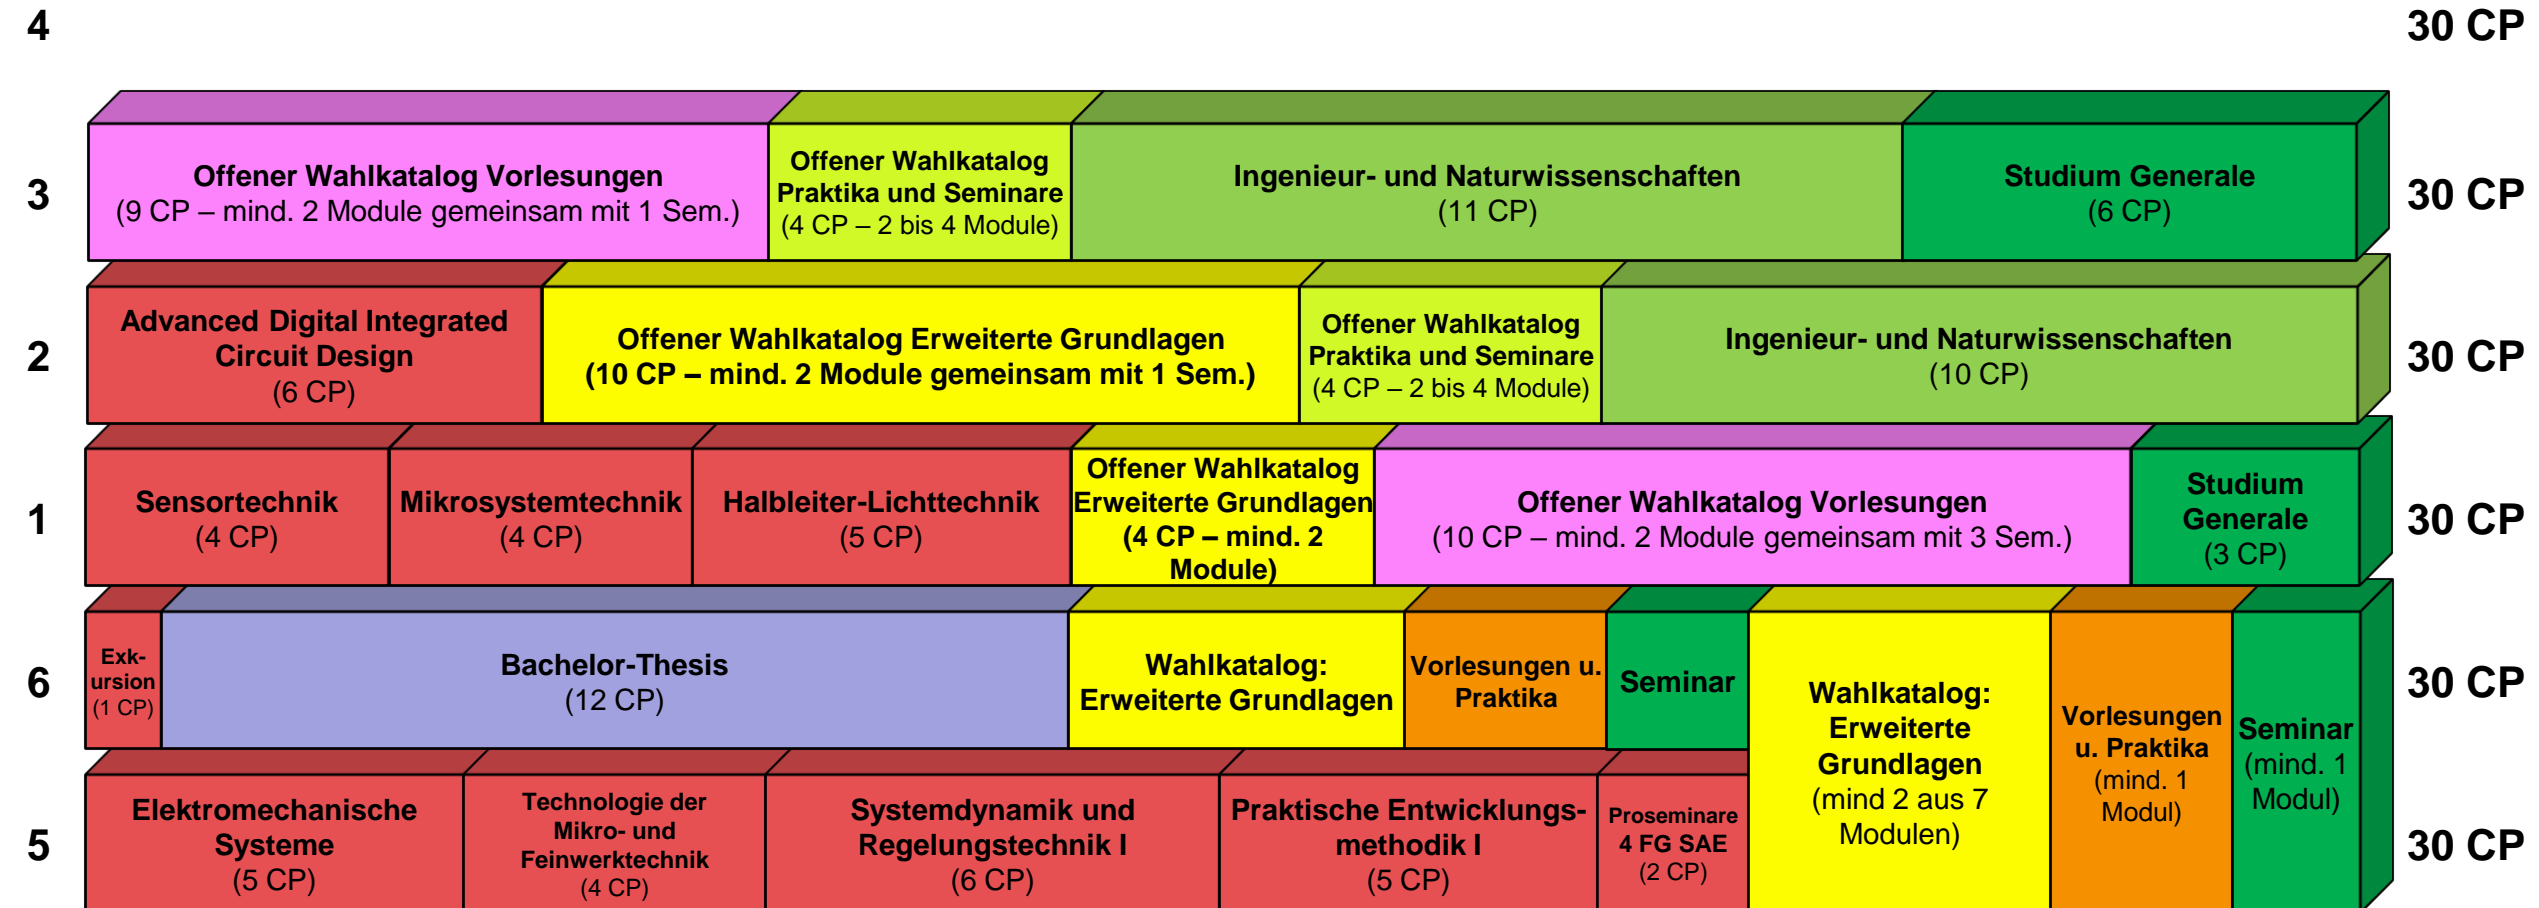 4
30 CP
3
Offener Wahlkatalog Vorlesungen
(9 CP – mind. 2 Module gemeinsam mit 1 Sem.)
Offener Wahlkatalog
Praktika und Seminare
(4 CP – 2 bis 4 Module)
Ingenieur- und Naturwissenschaften
(11 CP)
Studium Generale
(6 CP)
30 CP
2
Advanced Digital Integrated
Circuit Design
(6 CP)
Offener Wahlkatalog Erweiterte Grundlagen
(10 CP – mind. 2 Module gemeinsam mit 1 Sem.)
Offener Wahlkatalog
Praktika und Seminare
(4 CP – 2 bis 4 Module)
Ingenieur- und Naturwissenschaften
(10 CP)
30 CP
1
Sensortechnik
(4 CP)
Mikrosystemtechnik
(4 CP)
Halbleiter-Lichttechnik
(5 CP)
Offener Wahlkatalog
Erweiterte Grundlagen
(4 CP – mind. 2
Module)
Offener Wahlkatalog Vorlesungen
(10 CP – mind. 2 Module gemeinsam mit 3 Sem.)
Studium
Generale
(3 CP)
30 CP
6
Exk-
ursion
(1 CP)
Bachelor-Thesis
(12 CP)
Wahlkatalog:
Erweiterte Grundlagen
Vorlesungen u.
Praktika
Seminar
Wahlkatalog:
Erweiterte
Grundlagen
(mind 2 aus 7
Modulen)
Vorlesungen
u. Praktika
(mind. 1
Modul)
Seminar
(mind. 1
Modul)
30 CP
5
Elektromechanische
Systeme
(5 CP)
Technologie der
Mikro- und
Feinwerktechnik
(4 CP)
Systemdynamik und
Regelungstechnik I
(6 CP)
Praktische Entwicklungs-
methodik I
(5 CP)
Proseminare
4 FG SAE
(2 CP)
30 CP